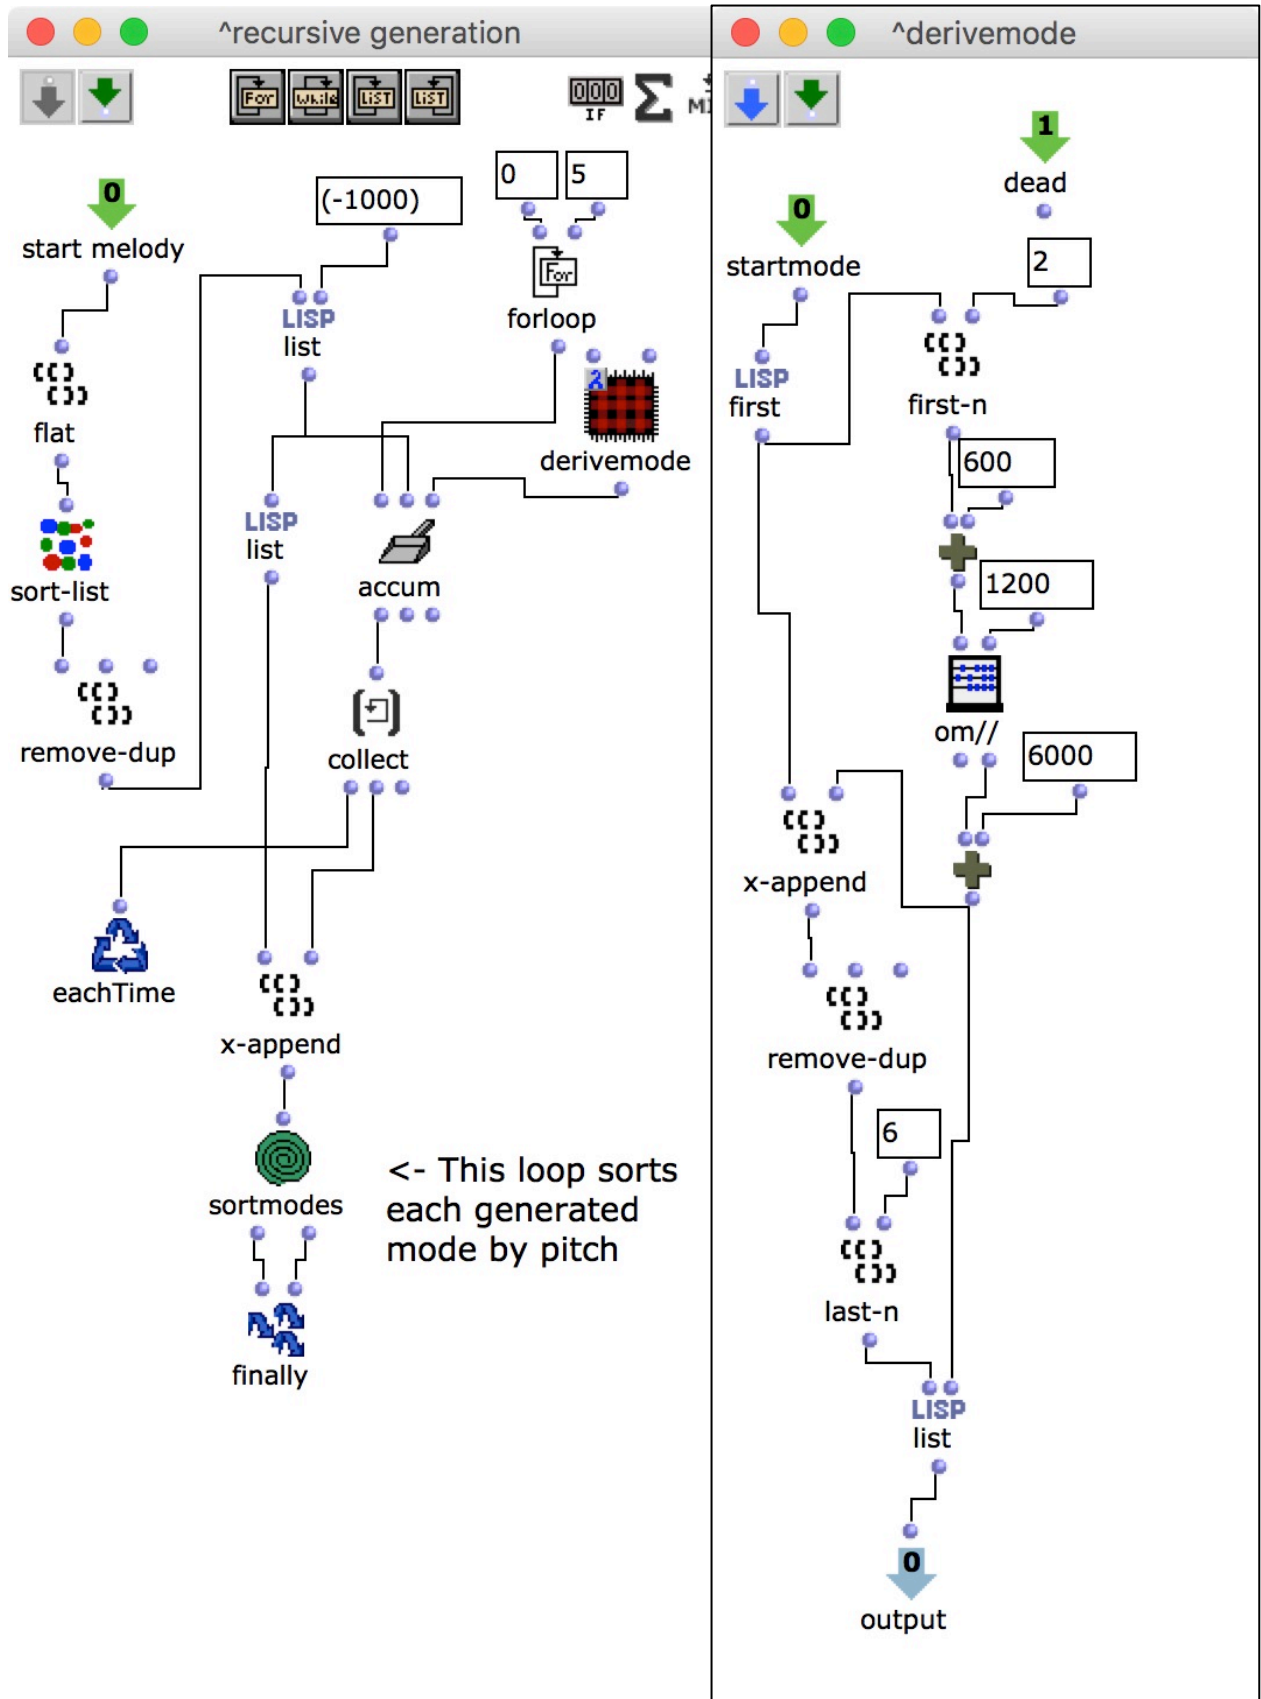 ^recursive generation
For
While
LIST
LIST
000
IF
Σ
0
start melody
(-1000)
0
5
LISP
list
For
forloop
flat
derivemode
LISP
list
sort-list
accum
remove-dup
collect
eachTime
x-append
sortmodes
<- This loop sorts
each generated
mode by pitch
finally
^derivemode
1
dead
0
startmode
2
LISP
first
first-n
600
1200
om//
6000
x-append
remove-dup
6
last-n
LISP
list
0
output